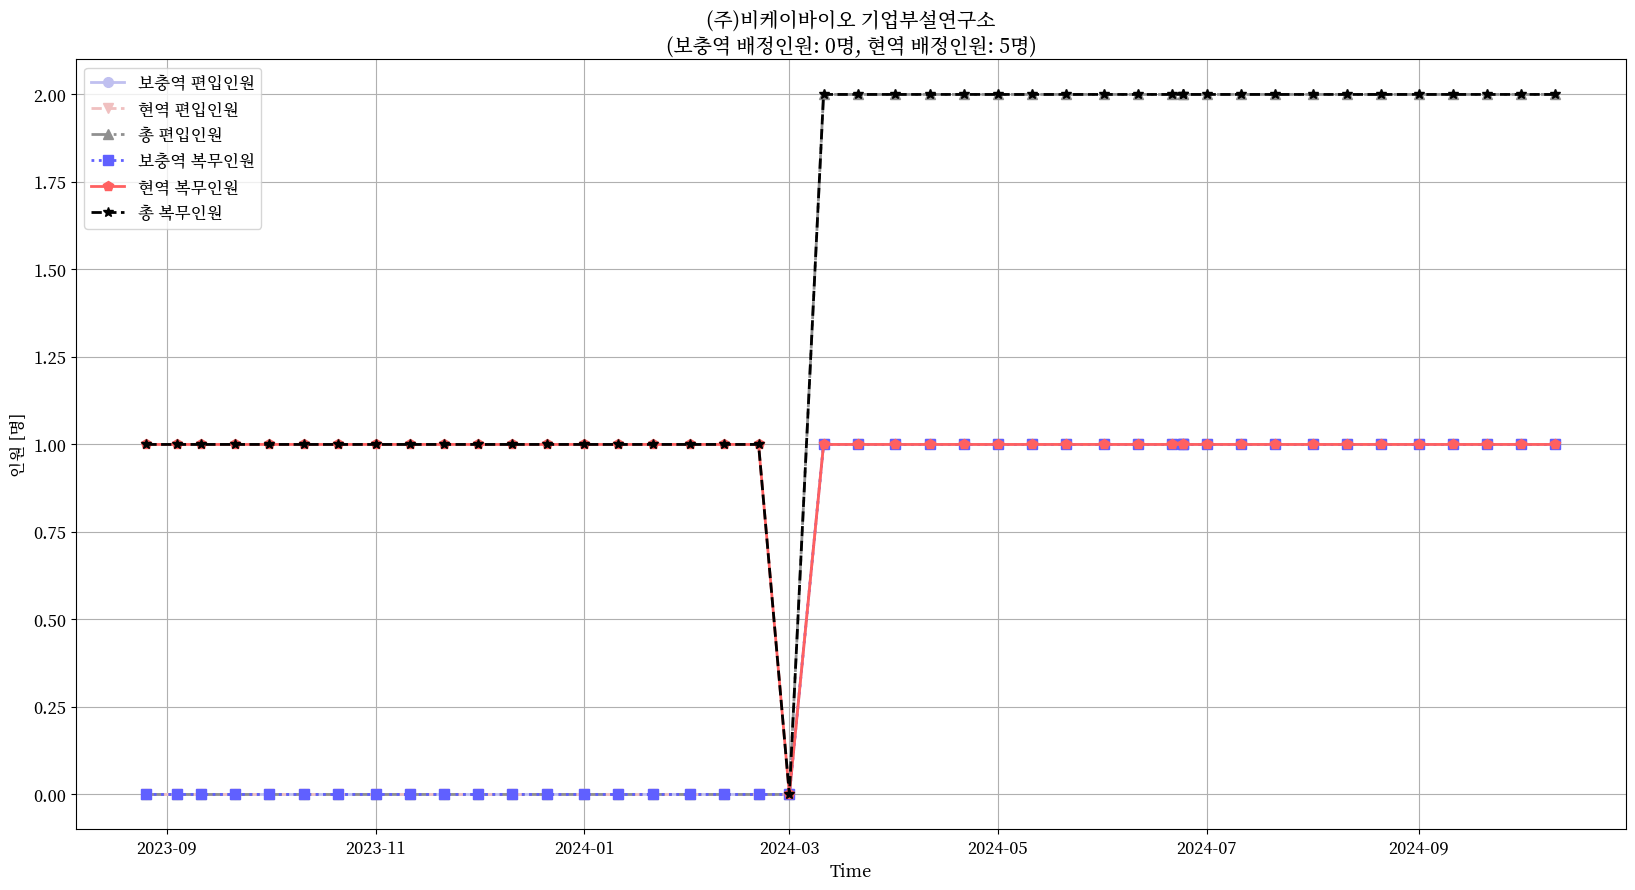 (주)비케이바이오 기업부설연구소
(보충역 배정인원: 0명, 현역 배정인원: 5명)
보충역 편입인원
현역 편입인원
총 편입인원
보충역 복무인원
현역 복무인원
총 복무인원
인원 [명]
2.00
1.75
1.50
1.25
1.00
0.75
0.50
0.25
0.00
2023-09
2023-11
2024-01
2024-03
2024-05
2024-07
2024-09
Time